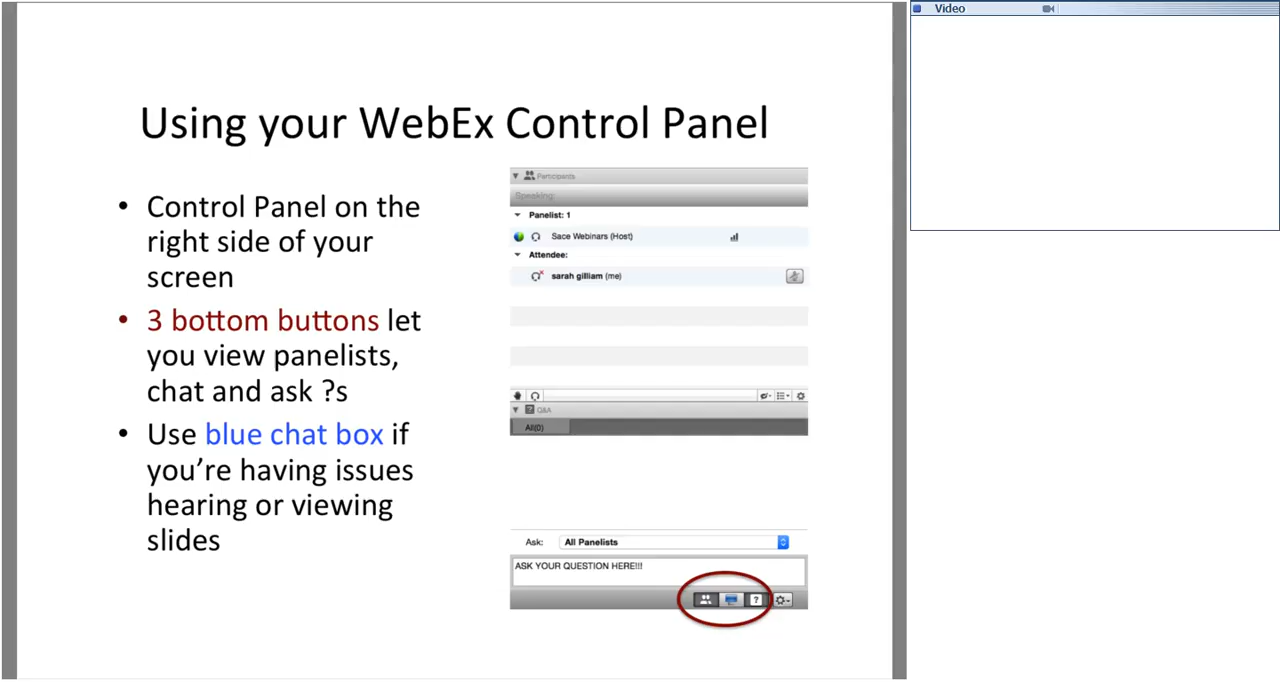 Video
Using your WebEx Control Panel
• Control Panel on the
right side of your
screen
• 3 bottom buttons let
you view panelists,
chat and ask ?s
• Use blue chat box if
you’re having issues
hearing or viewing
slides
Participants
Speaking:
Panelist: 1
Sace Webinars (Host)
Attendee:
sarah gilliam (me)
Q&A
All(0)
Ask: All Panelists
ASK YOUR QUESTION HERE!!!
?